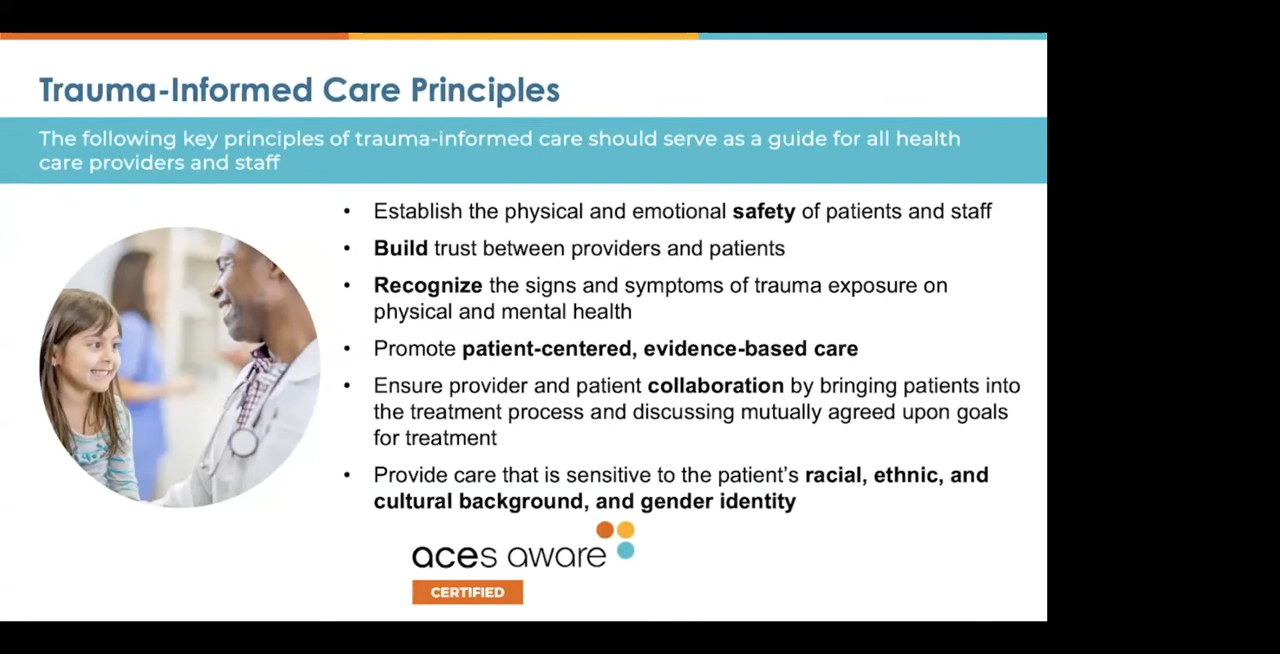 Trauma-Informed Care Principles
The following key principles of trauma-informed care should serve as a guide for all health
care providers and staff
• Establish the physical and emotional safety of patients and staff
• Build trust between providers and patients
• Recognize the signs and symptoms of trauma exposure on
physical and mental health
• Promote patient-centered, evidence-based care
• Ensure provider and patient collaboration by bringing patients into
the treatment process and discussing mutually agreed upon goals
for treatment
• Provide care that is sensitive to the patient's racial, ethnic, and
cultural background, and gender identity
aces aware
CERTIFIED